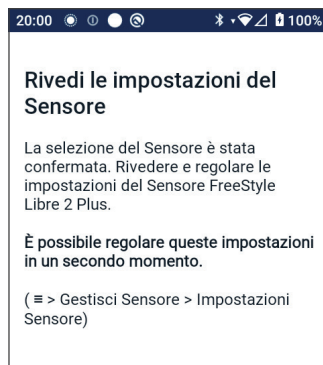 20:00 100%
Rivedi le impostazioni del
Sensore
La selezione del Sensore è stata
confermata. Rivedere e regolare le
impostazioni del Sensore FreeStyle
Libre 2 Plus.
È possibile regolare queste impostazioni
in un secondo momento.
( ≡ > Gestisci Sensore > Impostazioni
Sensore)